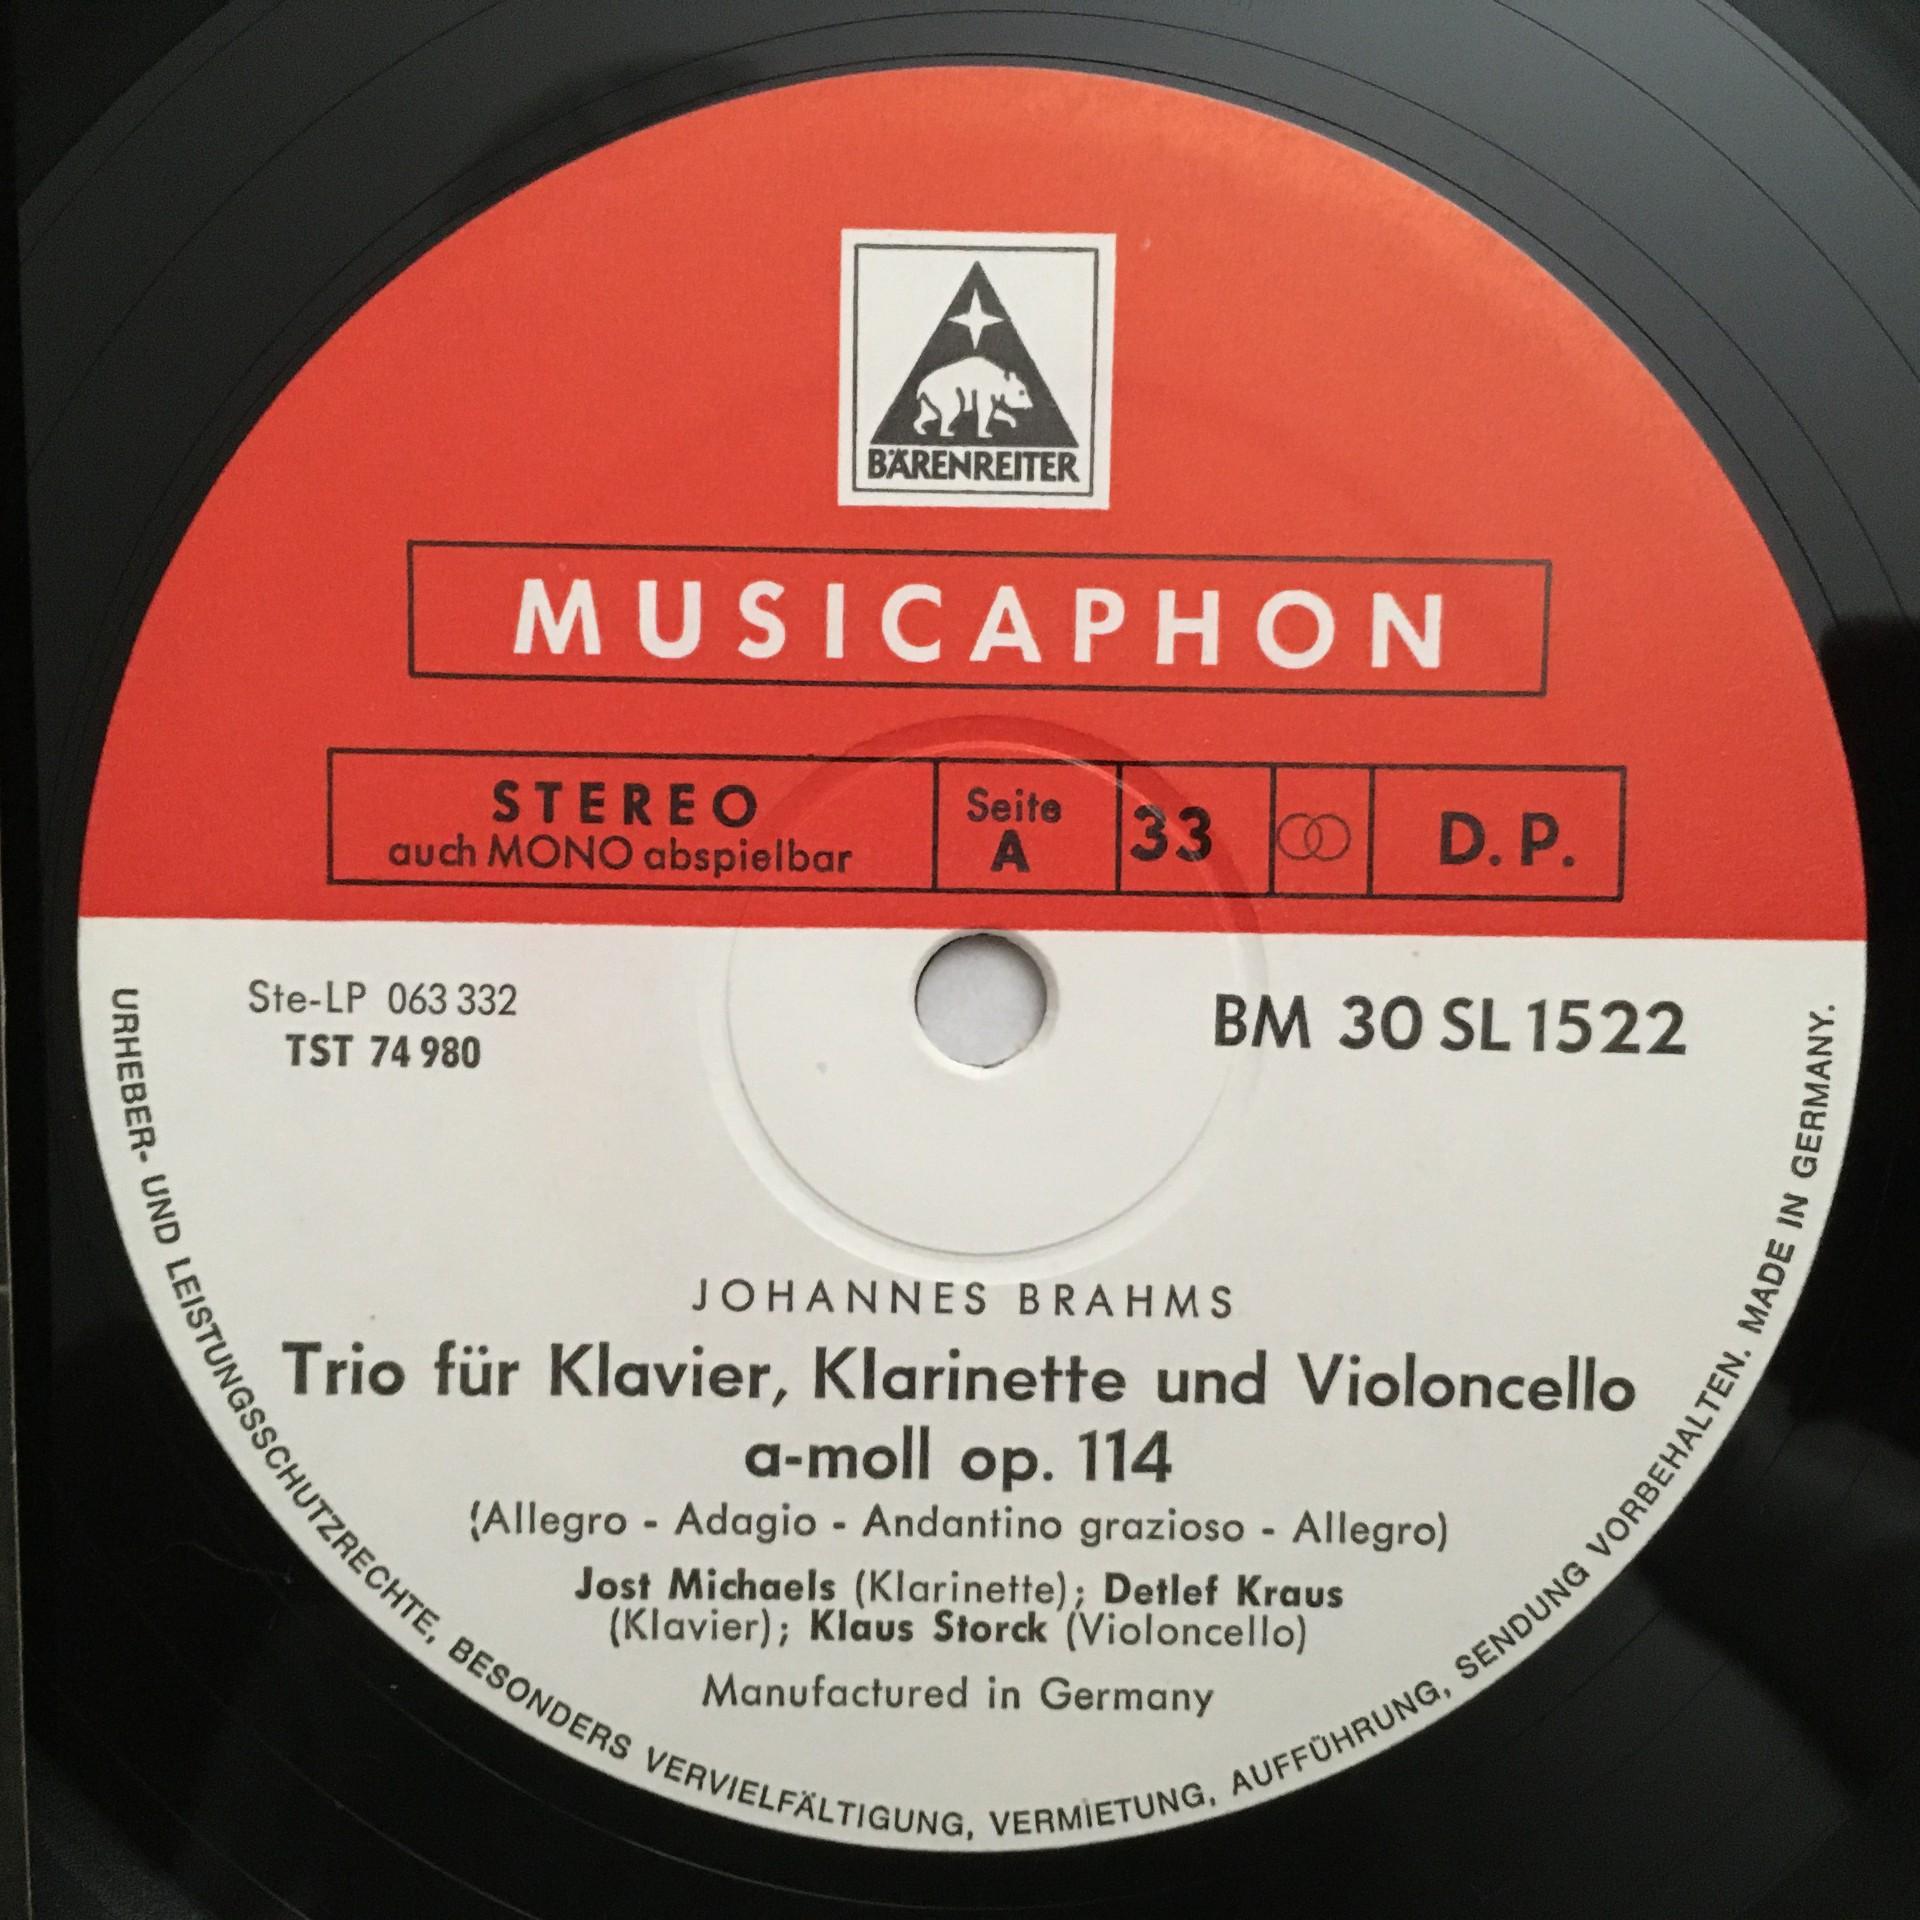 BÄRENREITER
MUSICAPHON
STEREO
auch MONO abspielbar
Seite
A
33
D. P.
Ste-LP 063 332
TST 74 980
BM 30 SL 1522
JOHANNES BRAHMS
Trio für Klavier, Klarinette und Violoncello
a-moll op. 114
(Allegro - Adagio - Andantino grazioso - Allegro)
Jost Michaels (Klarinette); Detlef Kraus
(Klavier); Klaus Storck (Violoncello)
Manufactured in Germany
URHEBER- UND LEISTUNGSSCHUTZRECHTE, BESONDERS VERVIELFÄLTIGUNG, VERMIETUNG, AUFFÜHRUNG, SENDUNG VORBEHALTEN. MADE IN GERMANY.